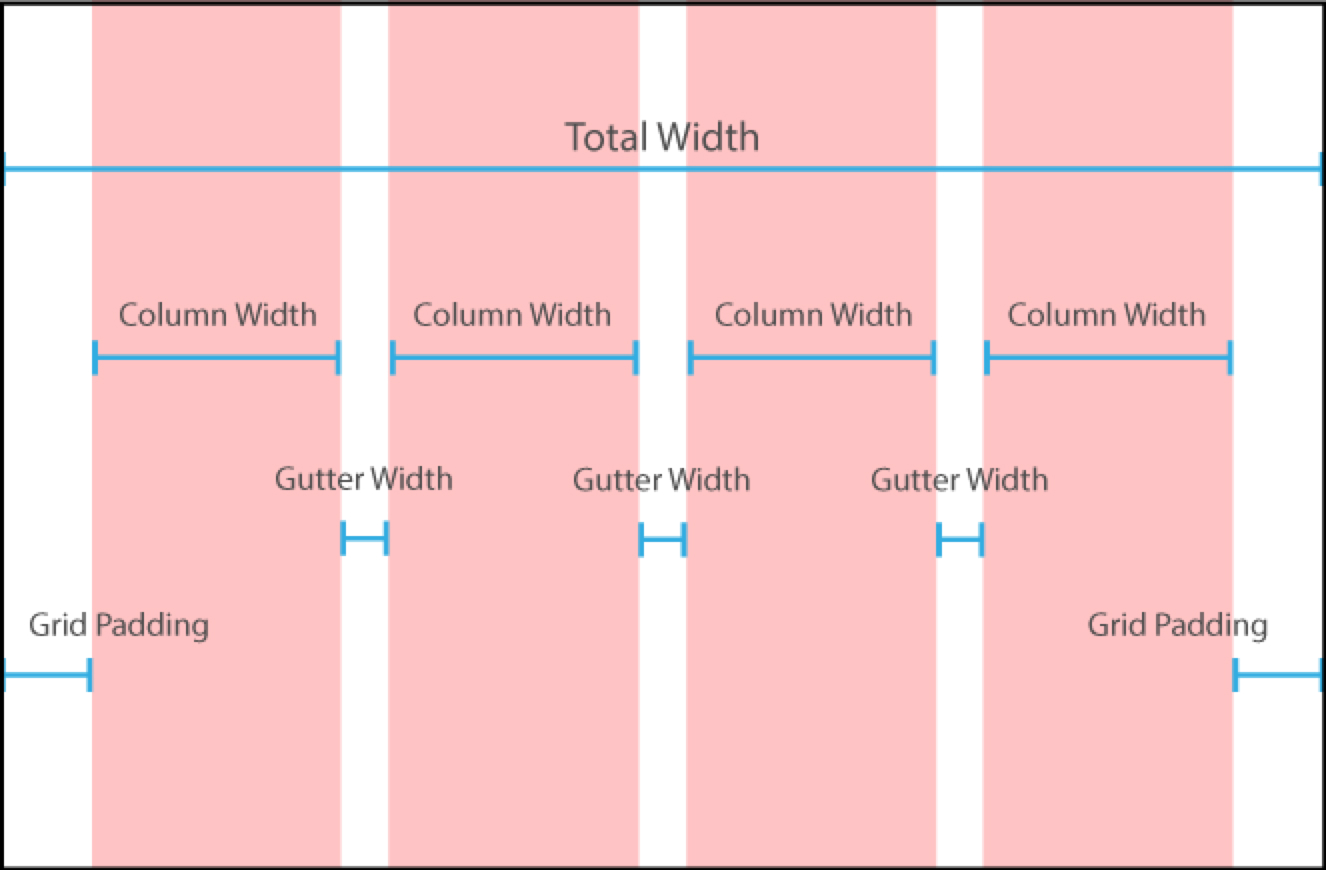 Total Width
Column Width Column Width Column Width Column Width
Gutter Width Gutter Width Gutter Width
Grid Padding Grid Padding